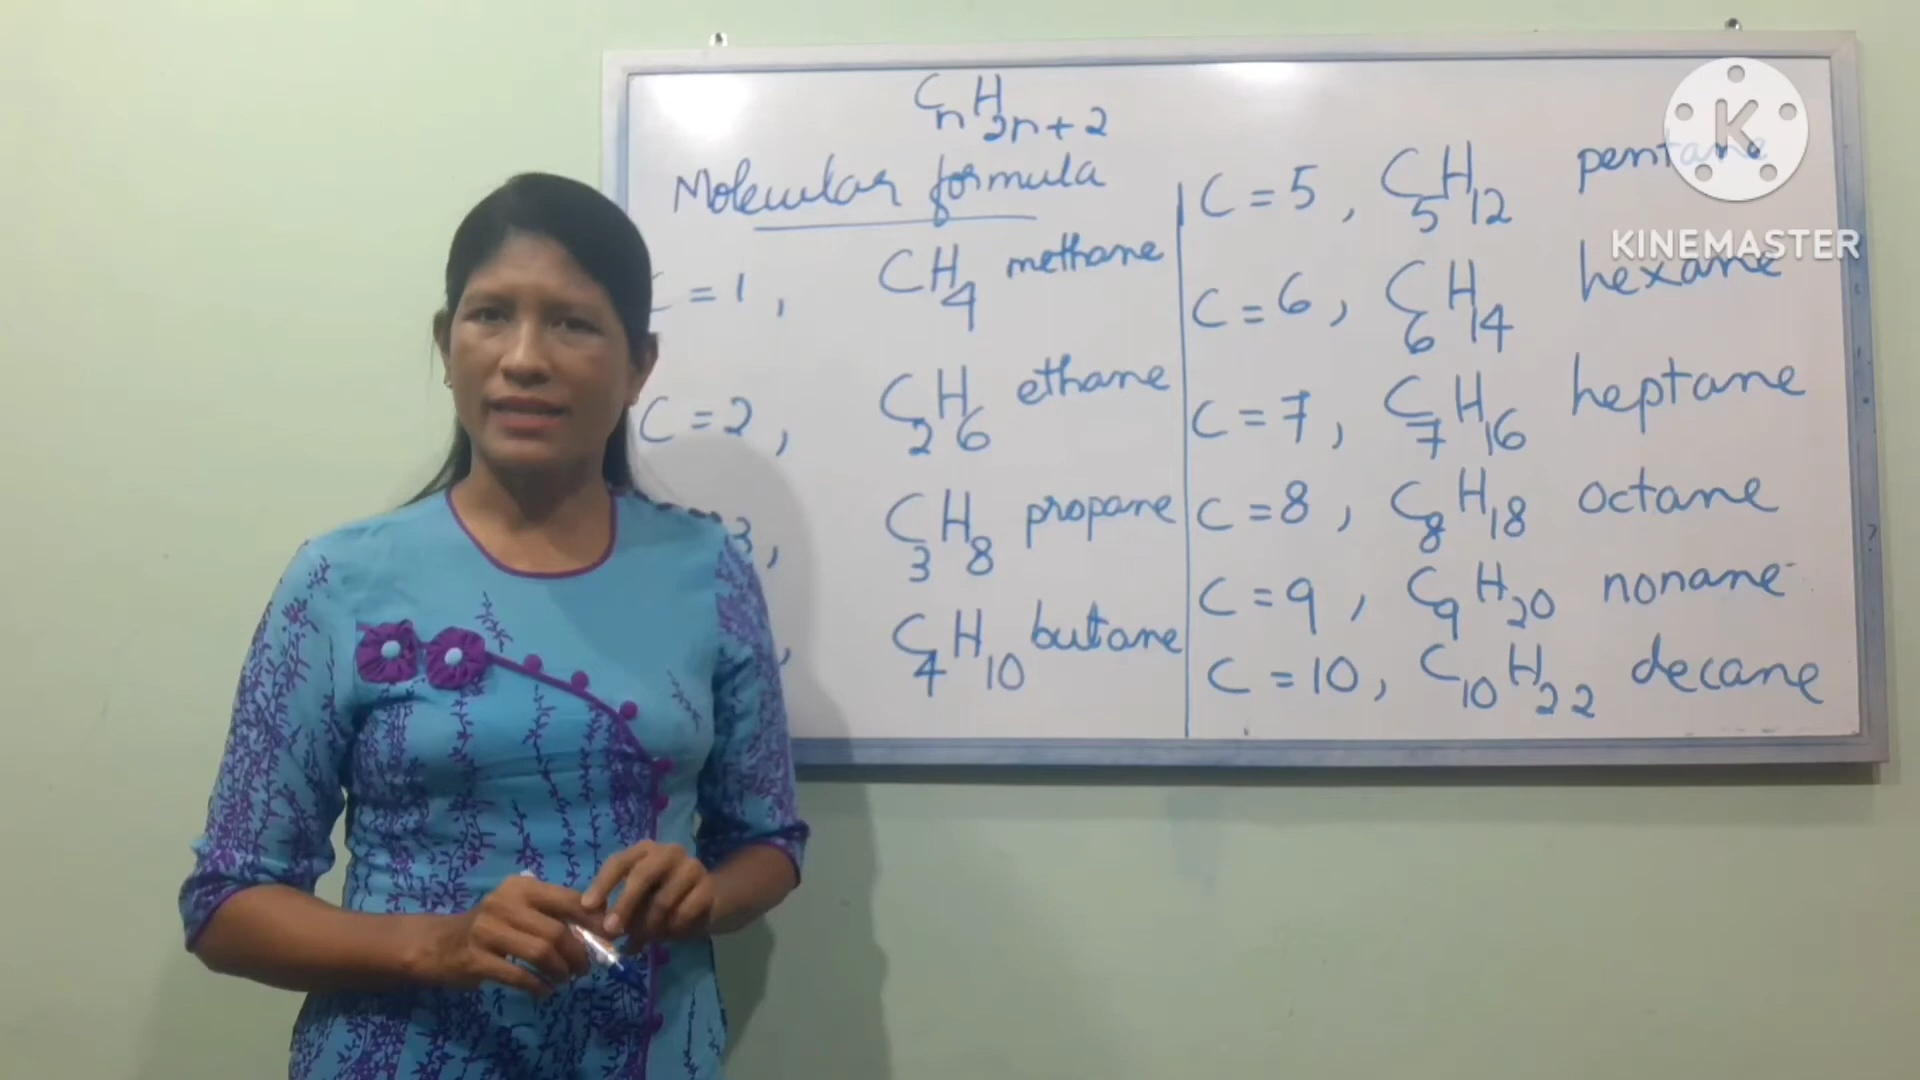 CnH2n+2
Molecular formula
C = 1, CH4 methane
C = 2, C2H6 ethane
3, C3H8 propane
, C4H10 butane
C = 5, C5H12 pentane
C = 6, C6H14 hexane
C = 7, C7H16 heptane
C = 8, C8H18 octane
C = 9, C9H20 nonane
C = 10, C10H22 decane
K
KINEMASTER